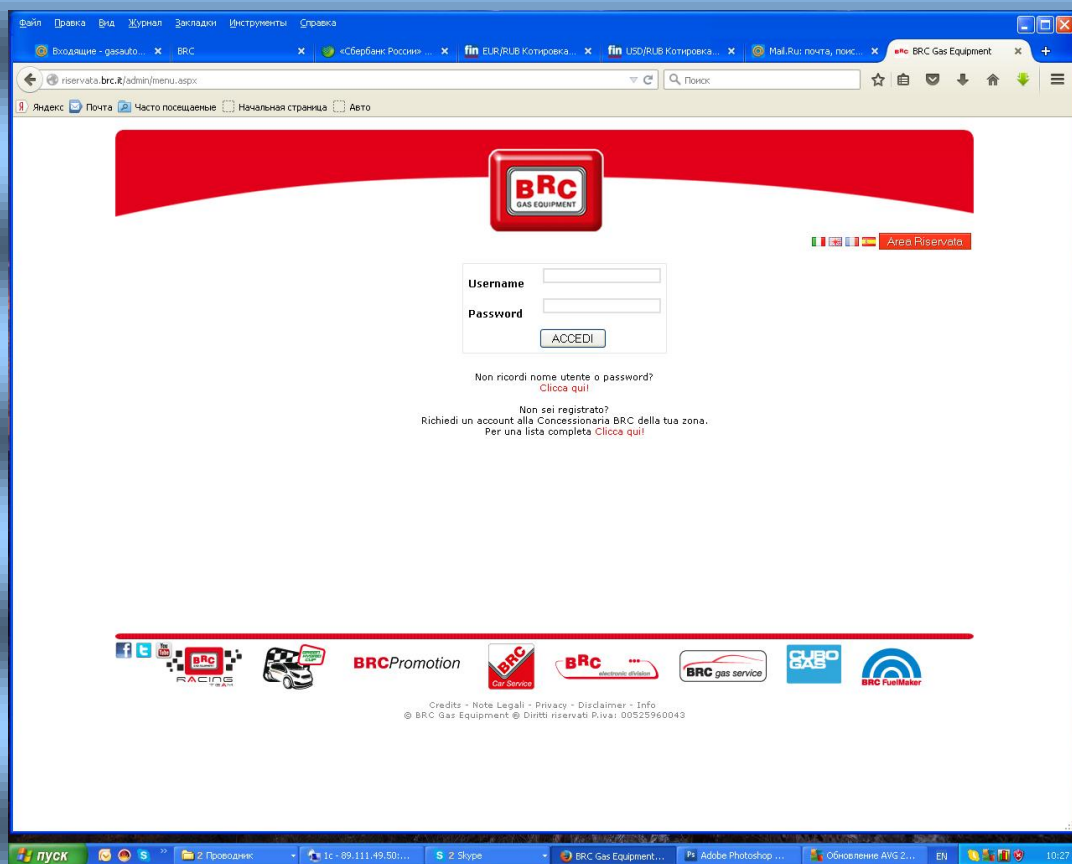 Файл Правка Вид Журнал Закладки Инструменты Справка
Входящие - gasauto... BRC «Сбербанк России» ... fin EUR/RUB Котировка... fin USD/RUB Котировка... Mail.Ru: почта, поис... BRC BRC Gas Equipment
riservata.brc.it/admin/menu.aspx Поиск
Яндекс Почта Часто посещаемые Начальная страница Авто
BRC
GAS EQUIPMENT
Area Riservata
Username
Password
ACCEDI
Non ricordi nome utente o password?
Clicca qui!
Non sei registrato?
Richiedi un account alla Concessionaria BRC della tua zona.
Per una lista completa Clicca qui!
BRC
RACING
TEAM
BRCPromotion
BRC
Car Service
BRC
electronic division
BRC gas service
CUBO
GAS
BRC FuelMaker
Credits - Note Legali - Privacy - Disclaimer - Info
© BRC Gas Equipment ® Diritti riservati P.iva: 00525960043
пуск 2 Проводник 1c - 89.111.49.50:... 2 Skype BRC Gas Equipment... Adobe Photoshop ... Обновление AVG 2... EN 10:27